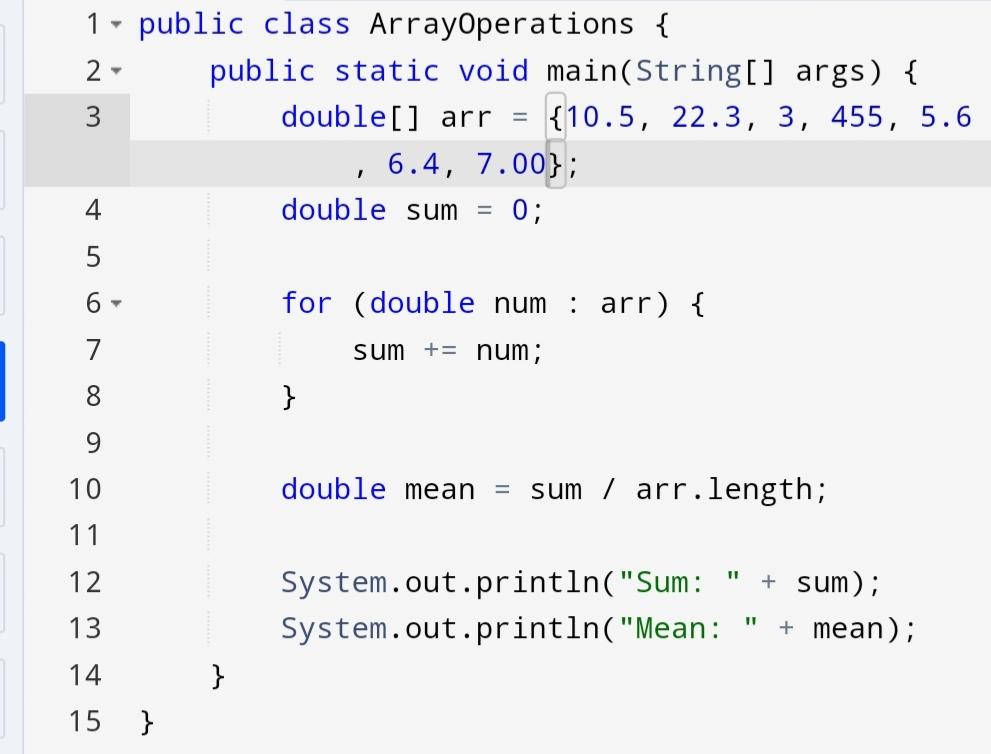 1 public class ArrayOperations {
2 public static void main(String[] args) {
3 double[] arr = {10.5, 22.3, 3, 455, 5.6
, 6.4, 7.00};
4 double sum = 0;
5
6 for (double num : arr) {
7 sum += num;
8 }
9
10 double mean = sum / arr.length;
11
12 System.out.println("Sum: " + sum);
13 System.out.println("Mean: " + mean);
14 }
15 }